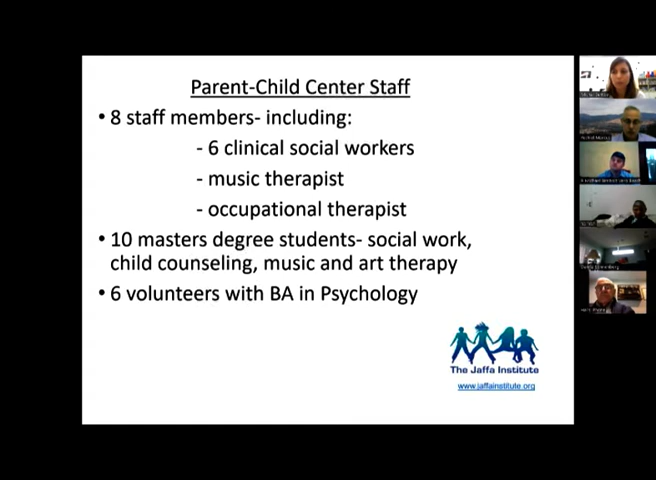 Parent-Child Center Staff
• 8 staff members- including:
- 6 clinical social workers
- music therapist
- occupational therapist
• 10 masters degree students- social work,
child counseling, music and art therapy
• 6 volunteers with BA in Psychology
The Jaffa Institute
www.jaffainstitute.org